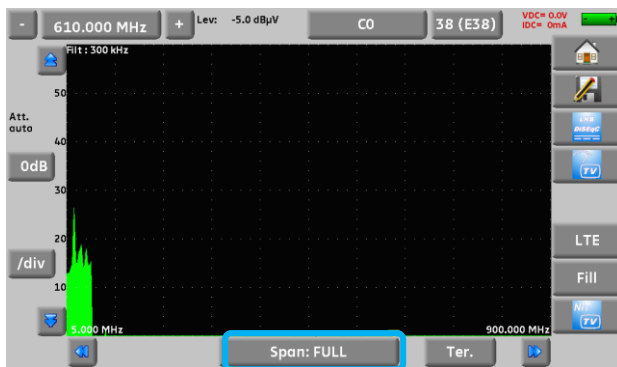 -
610.000 MHz
+
Lev: -5.0 dBµV
C0
38 (E38)
VDC= 0.0V
IDC= 0mA
- +
Filt : 300 kHz
50
Att.
auto
40
0dB
30
20
/div
10
5.000 MHz
900.000 MHz
Span: FULL
Ter.
LNB
DiSEqC
TV
LTE
Fill
TV